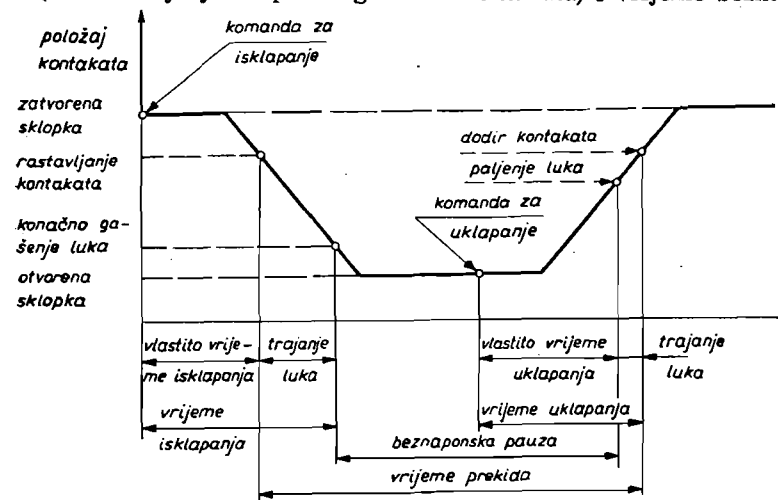 položaj
kontakata
komanda za
isklapanje
zatvorena
sklopka
rastavljanje
kontakata
konačno ga-
šenje luka
otvorena
sklopka
dodir kontakata
paljenje luka
komanda za
uklapanje
vlastito vrije-
me isklapanja
trajanje
luka
vlastito vrijeme
uklapanja
trajanje
luka
vrijeme
isklapanja
vrijeme uklapanja
beznaponska pauza
vrijeme prekida